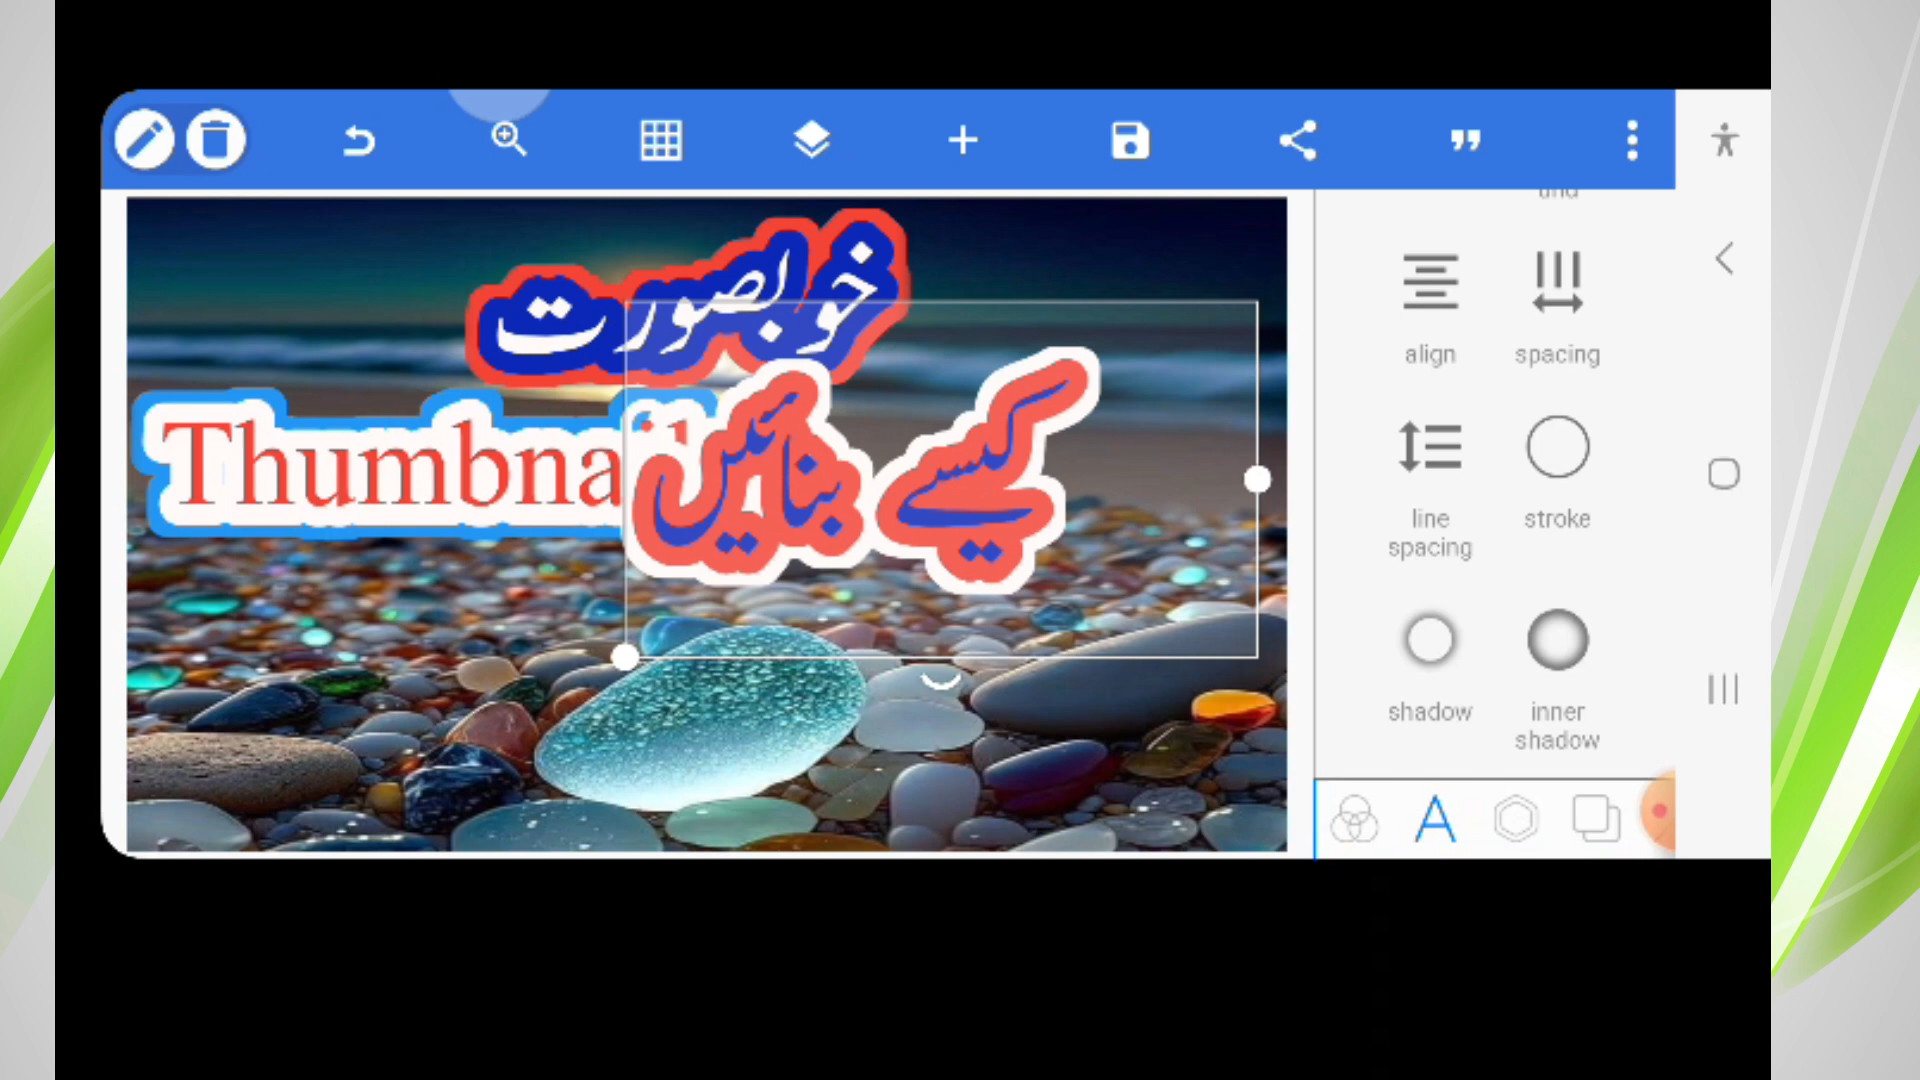 خوبصورت
Thumbna
کیسے بنائیں
align
spacing
line
spacing
stroke
shadow
inner
shadow